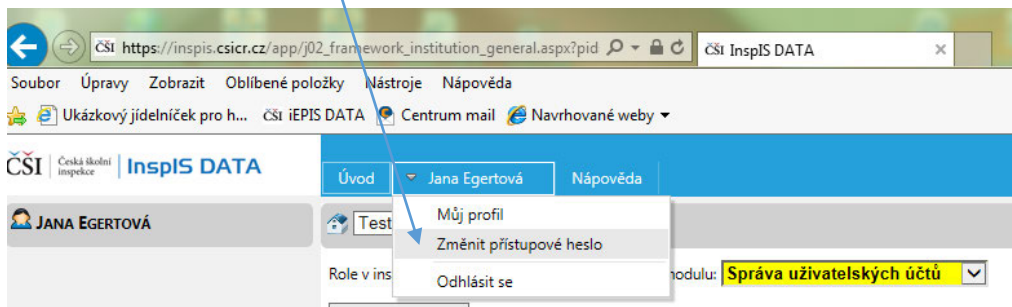 ČŠI https://inspis.csicr.cz/app/j02_framework_institution_general.aspx?pid ČŠI InspIS DATA
Soubor Úpravy Zobrazit Oblíbené položky Nástroje Nápověda
Ukázkový jídelníček pro h... ČŠI iEPIS DATA Centrum mail Navrhované weby
ČŠI Česká školní inspekce InspIS DATA
Úvod Jana Egertová Nápověda
JANA EGERTOVÁ Test
Můj profil
Změnit přístupové heslo
Role v ins odulu: Správa uživatelských účtů
Odhlásit se